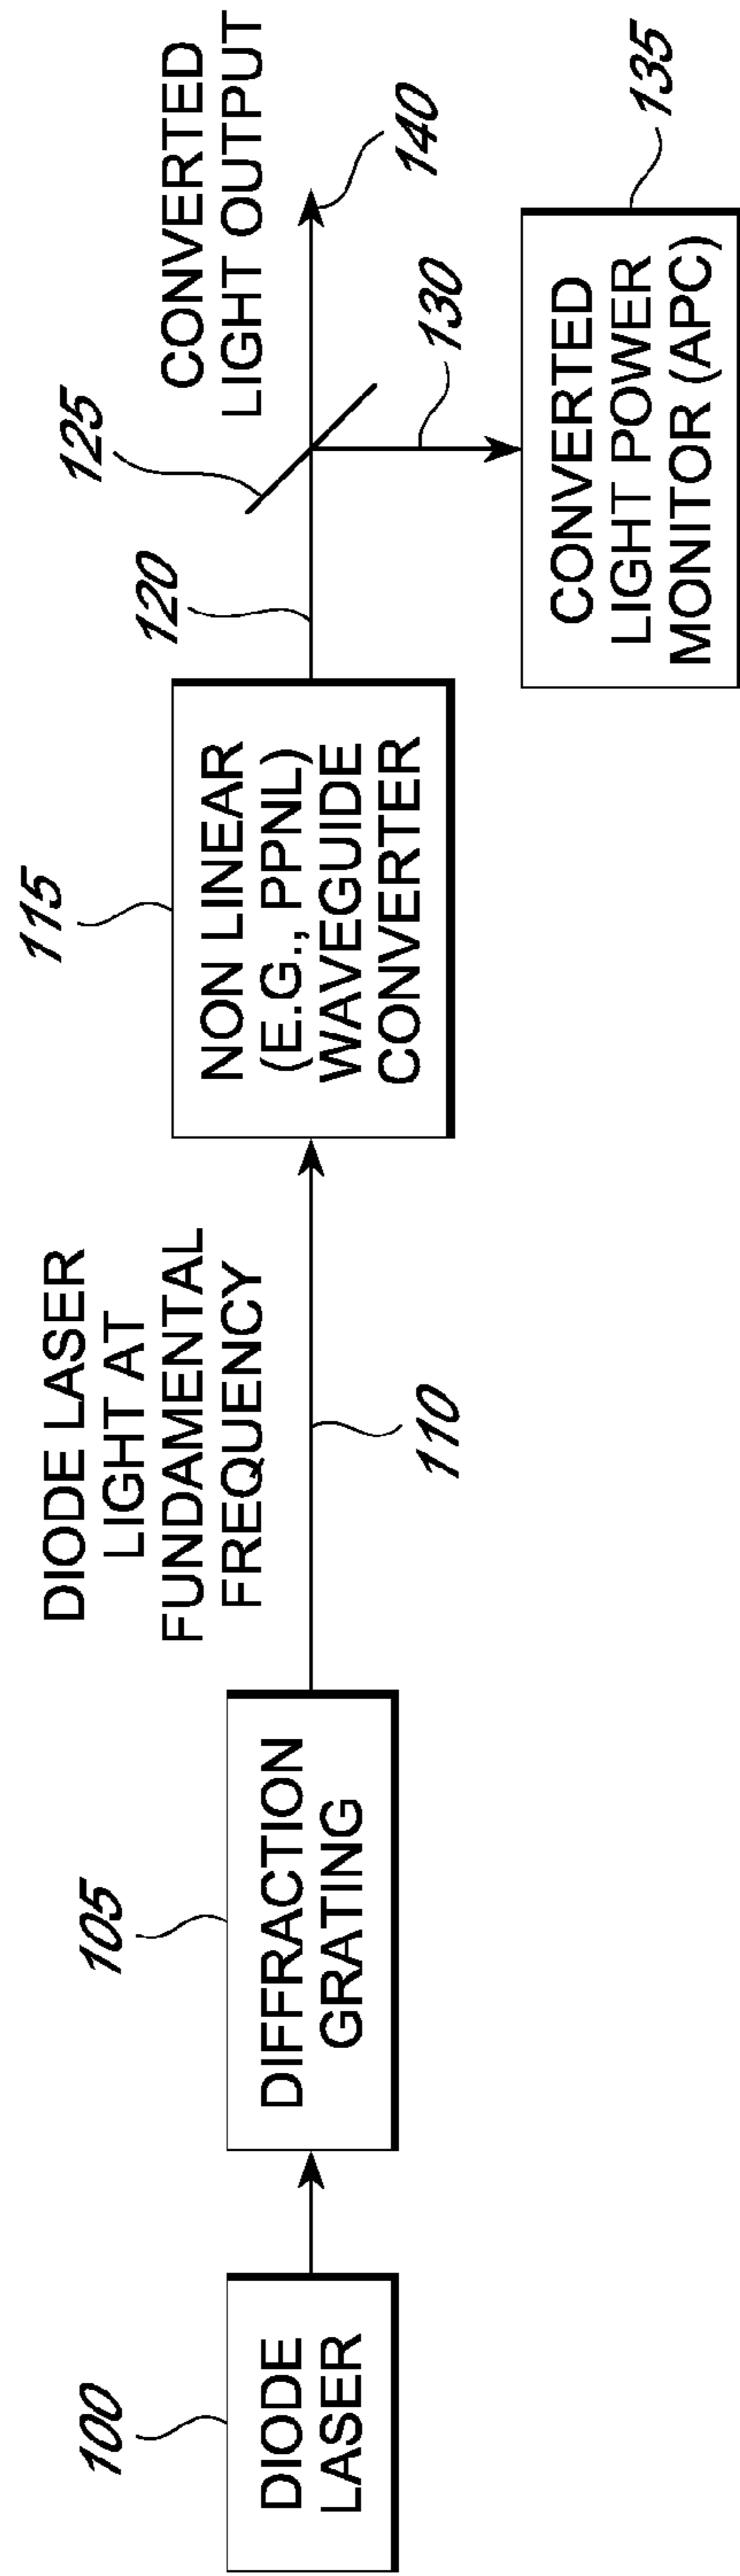 100
DIODE
LASER
105
DIFFRACTION
GRATING
DIODE LASER
LIGHT AT
FUNDAMENTAL
FREQUENCY
110
115
NON LINEAR
(E.G., PPNL)
WAVEGUIDE
CONVERTER
120
125
CONVERTED
LIGHT OUTPUT
140
130
135
CONVERTED
LIGHT POWER
MONITOR (APC)